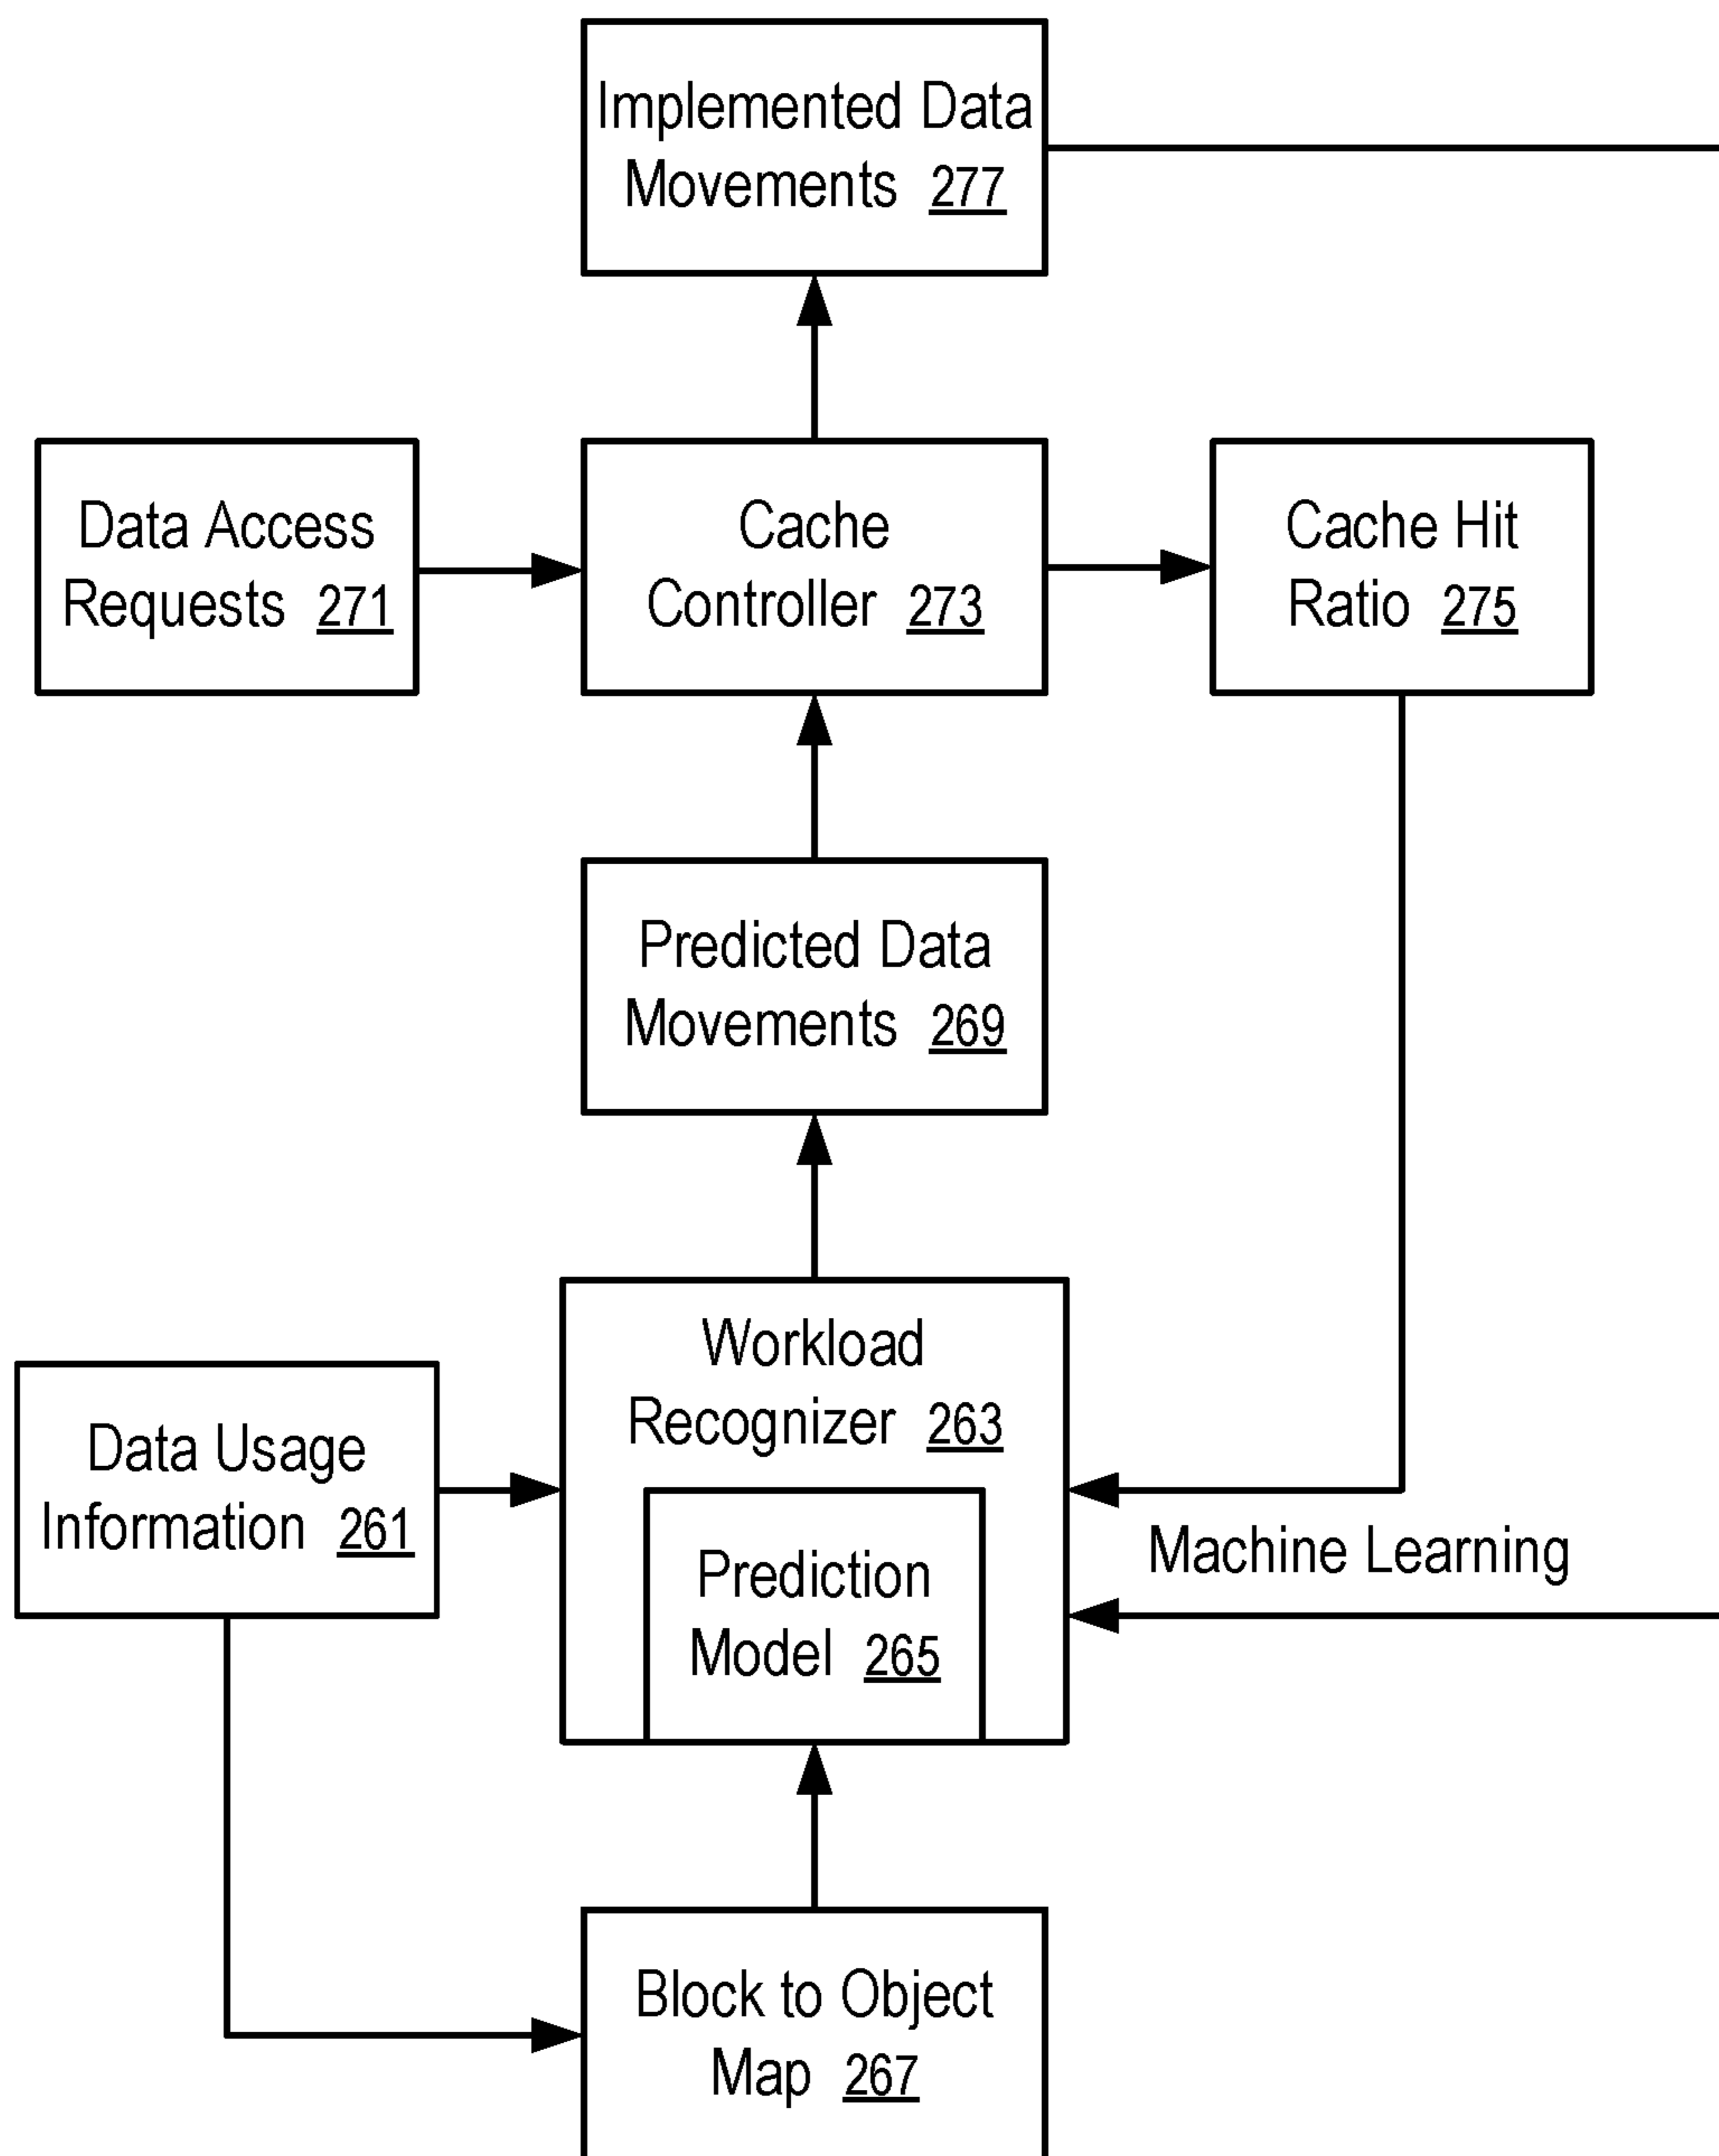 Implemented Data
Movements 277
Data Access
Requests 271
Cache
Controller 273
Cache Hit
Ratio 275
Predicted Data
Movements 269
Workload
Recognizer 263
Data Usage
Information 261
Prediction
Model 265
Machine Learning
Block to Object
Map 267